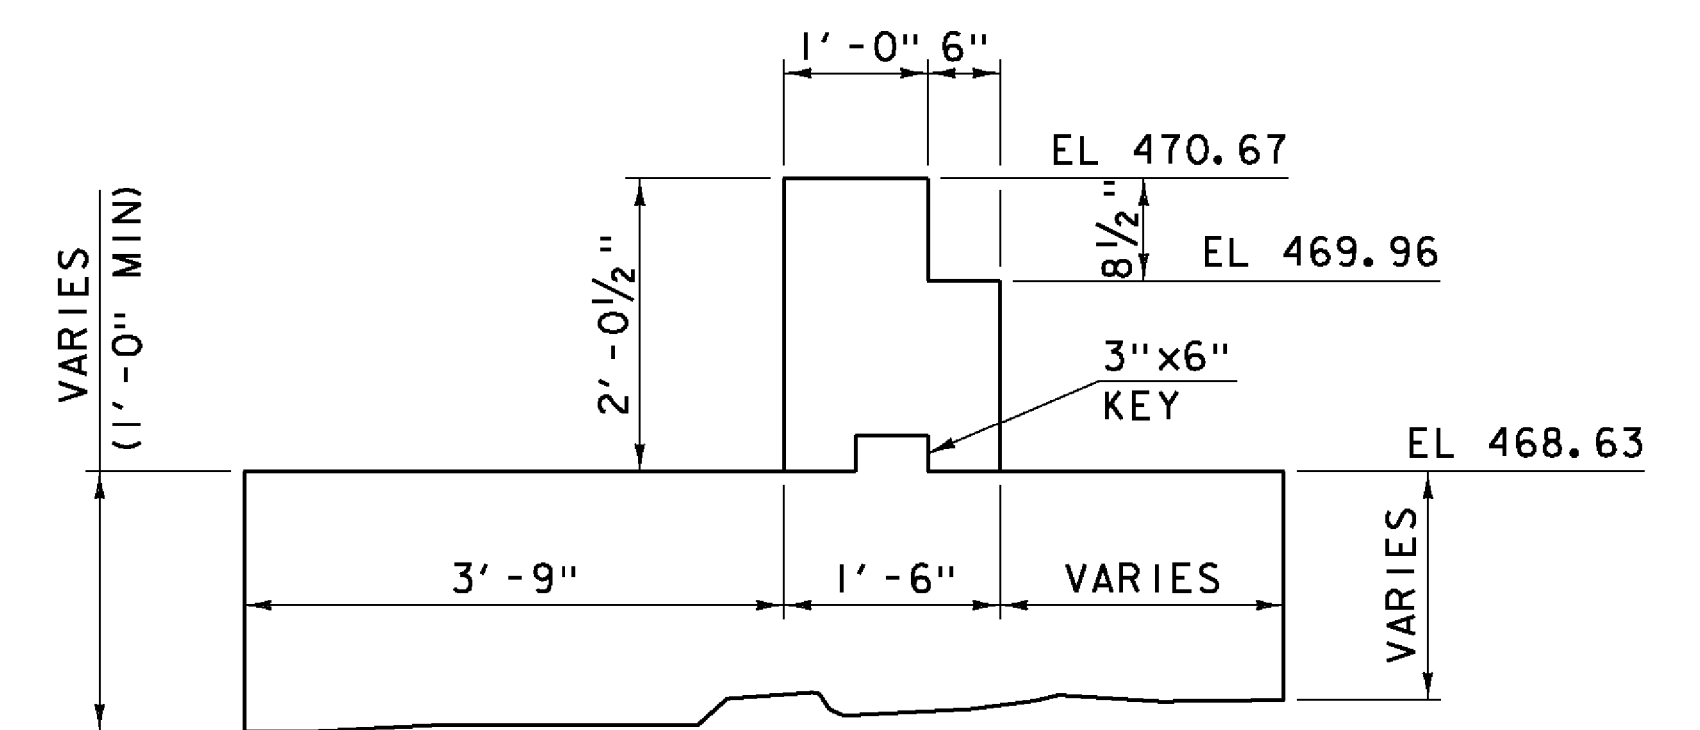 1'-0" 6"
EL 470.67
8½"
EL 469.96
VARIES
(1'-0" MIN)
2'-0½"
3"x6"
KEY
EL 468.63
3'-9"
1'-6"
VARIES
VARIES